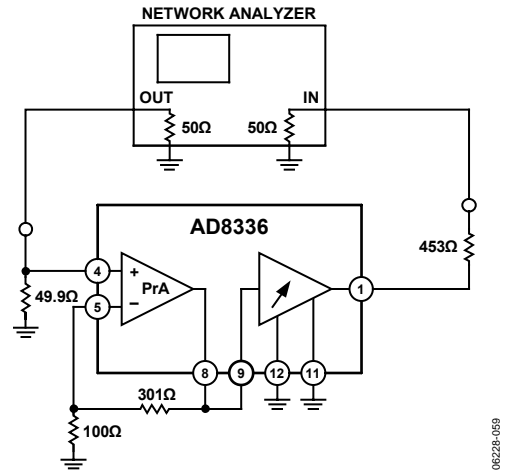 NETWORK ANALYZER
OUT
IN
50Ω
50Ω
AD8336
453Ω
4
+
PrA
1
49.9Ω
5
−
8
9
12
11
301Ω
100Ω
06228-059